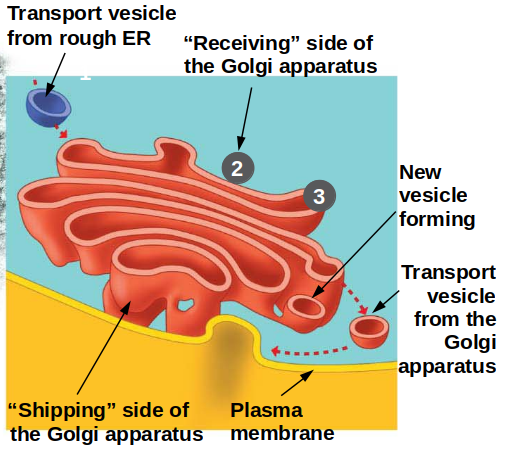 Transport vesicle
from rough ER
“Receiving” side of
the Golgi apparatus
1
2
3
New
vesicle
forming
Transport
vesicle
from the
Golgi
apparatus
“Shipping” side of
the Golgi apparatus
Plasma
membrane